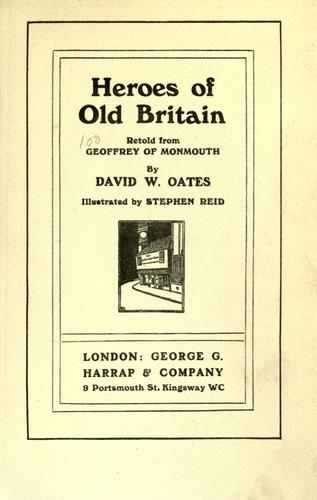 Heroes of
Old Britain
Retold from
100
GEOFFREY OF MONMOUTH
By
DAVID W. OATES
Illustrated by STEPHEN REID
LONDON: GEORGE G.
HARRAP & COMPANY
9 Portsmouth St. Kingsway WC